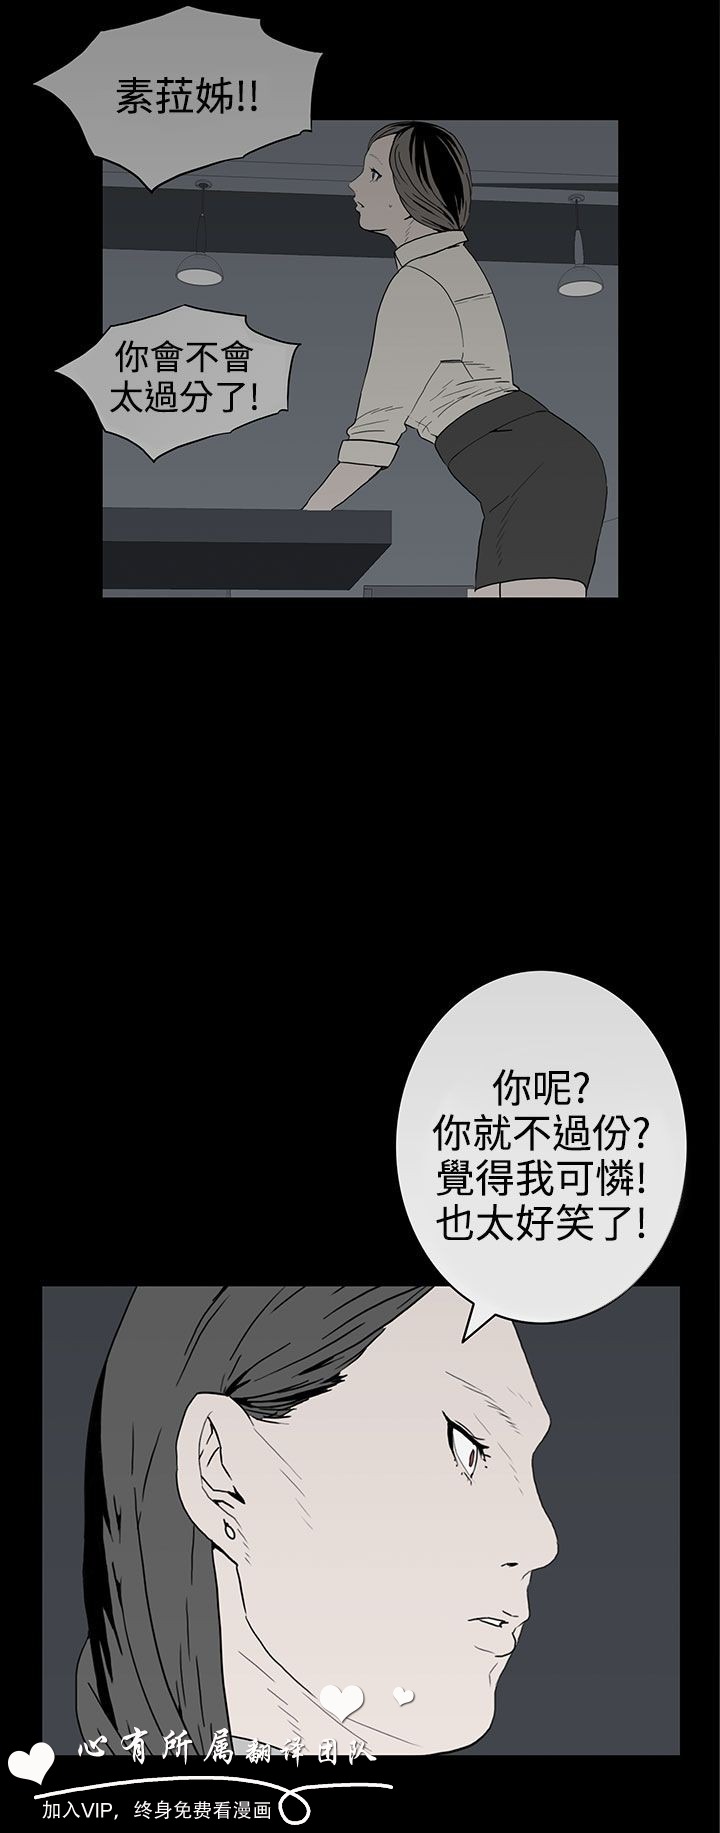 素菈姊!!
你會不會
太過分了!
你呢?
你就不過份?
覺得我可憐!
也太好笑了!
心有所属翻译团队
加入VIP，终身免费看漫画